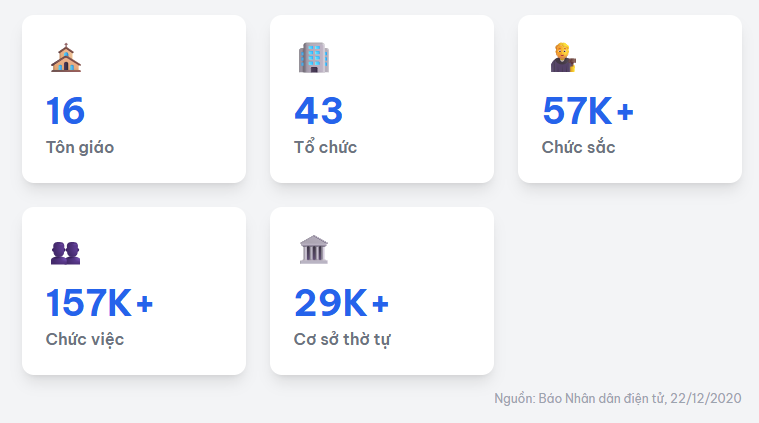 16
Tôn giáo
43
Tổ chức
57K+
Chức sắc
157K+
Chức việc
29K+
Cơ sở thờ tự
Nguồn: Báo Nhân dân điện tử, 22/12/2020